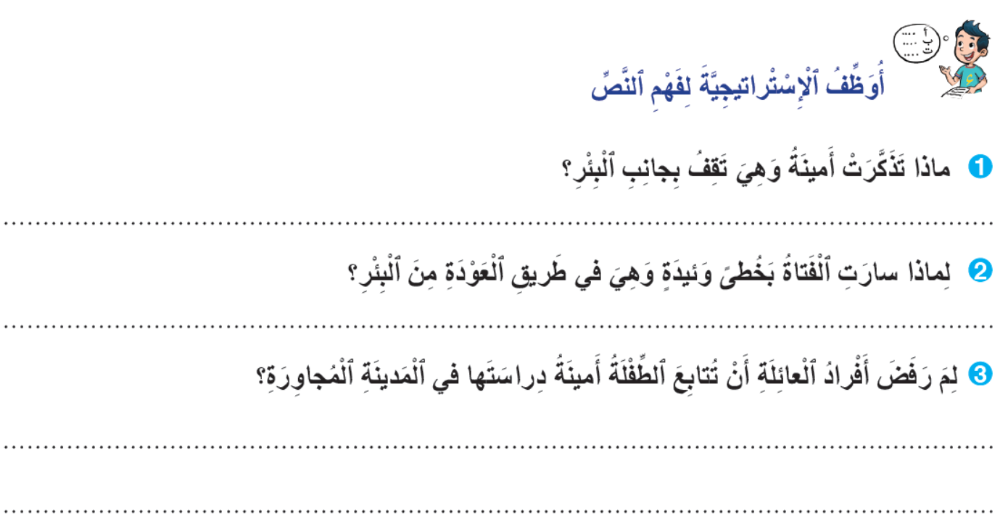 أ ....
ب ....
ت ....
ء
أُوَظِّفُ ٱلْإِسْتْراتيجِيَّةَ لِفَهْمِ ٱلنَّصِّ
1 ماذا تَذَكَّرَتْ أَمينَةُ وَهِيَ تَقِفُ بِجانِبِ ٱلْبِئْرِ؟
........................................................................
2 لِماذا سارَتِ ٱلْفَتاةُ بَخُطىً وَئيدَةٍ وَهِيَ في طَريقِ ٱلْعَوْدَةِ مِنَ ٱلْبِئْرِ؟
........................................................................
3 لِمَ رَفَضَ أَفْرادُ ٱلْعائِلَةِ أَنْ تُتابِعَ ٱلطِّفْلَةُ أَمينَةُ دِراسَتَها في ٱلْمَدينَةِ ٱلْمُجاوِرَةِ؟
........................................................................
........................................................................